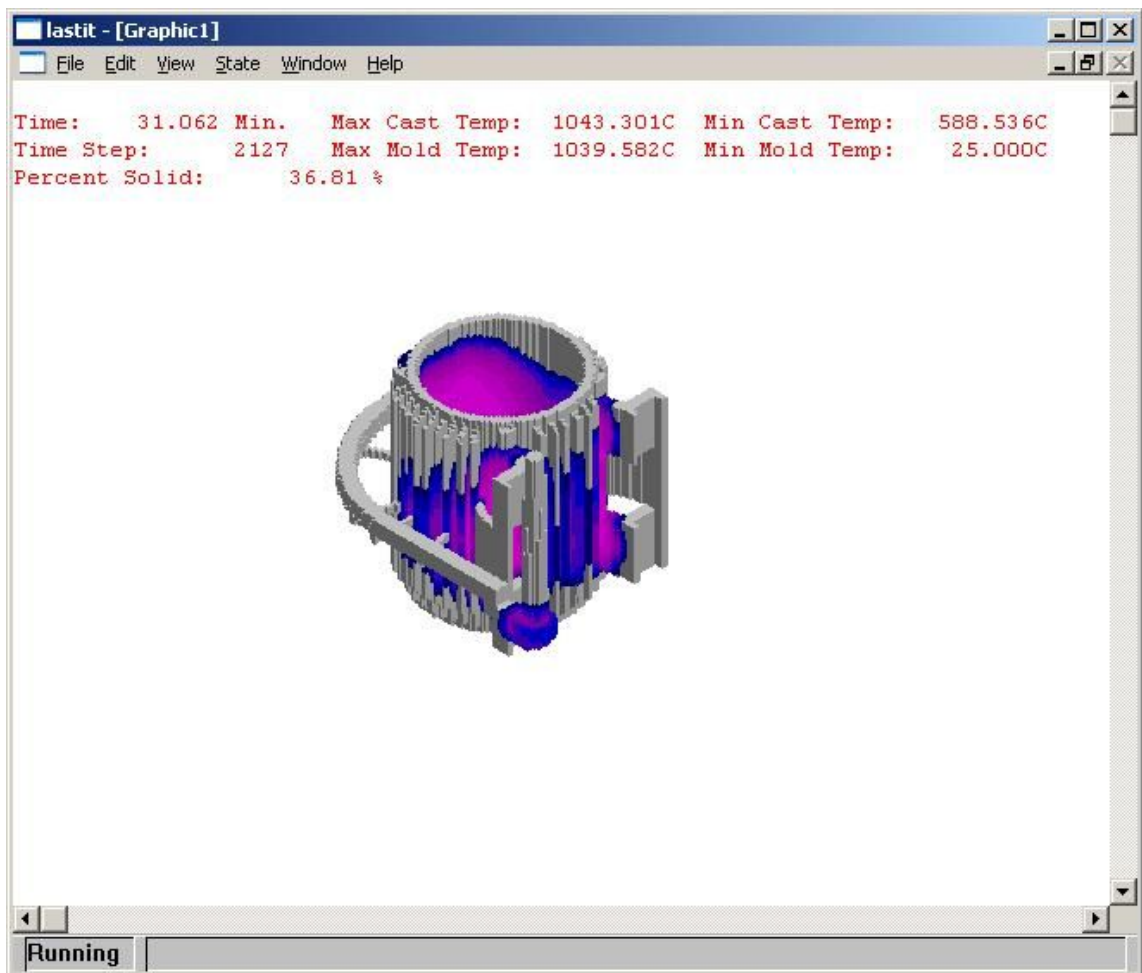 lastit - [Graphic1]
File Edit View State Window Help
Time: 31.062 Min. Max Cast Temp: 1043.301C Min Cast Temp: 588.536C
Time Step: 2127 Max Mold Temp: 1039.582C Min Mold Temp: 25.000C
Percent Solid: 36.81 %
Running